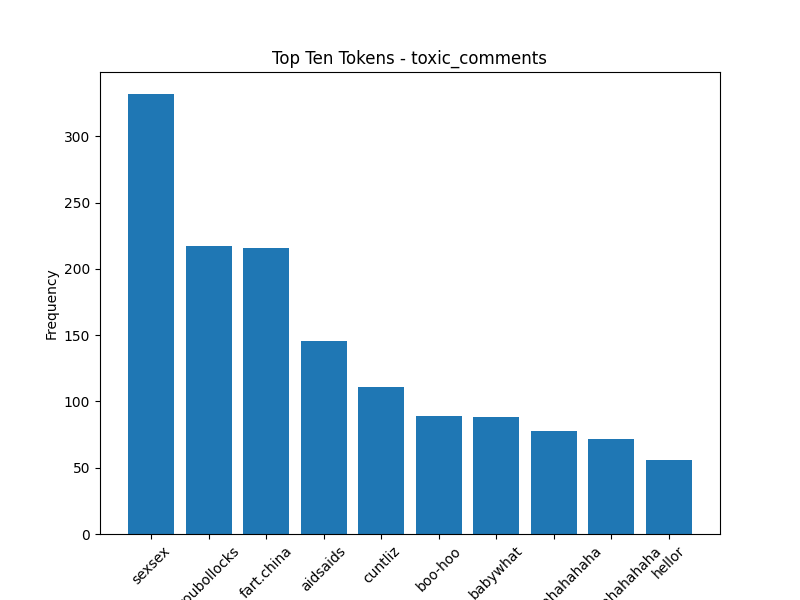 Top Ten Tokens - toxic_comments
Frequency
300
250
200
150
100
50
0
sexsex
fart.china
aidsaids
cuntliz
boo-hoo
babywhat
hellor